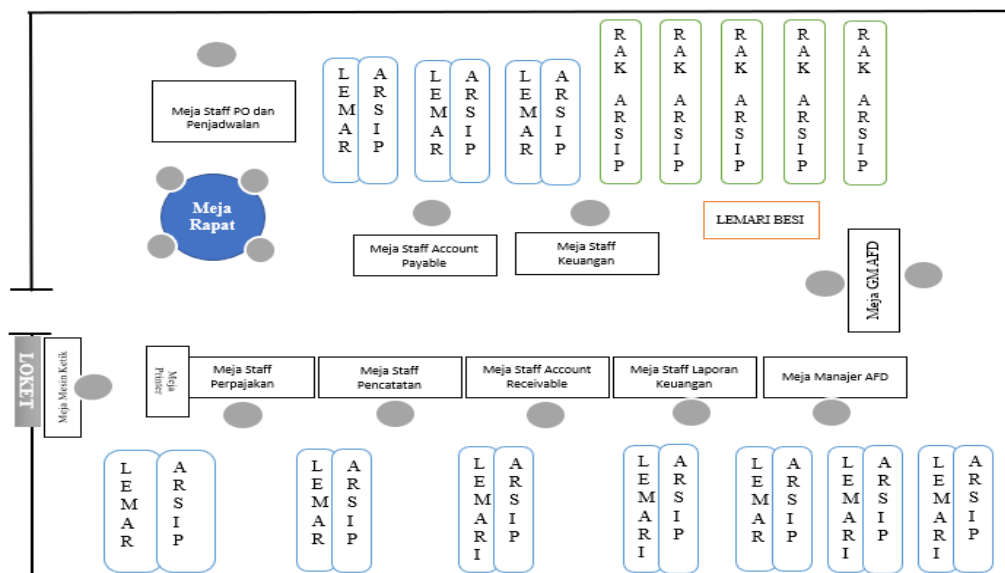 Meja Staff PO dan
Penjadwalan
LEMAR
ARSIP
LEMAR
ARSIP
LEMAR
ARSIP
RAK ARSIP
RAK ARSIP
RAK ARSIP
RAK ARSIP
RAK ARSIP
Meja
Rapat
Meja Staff Account
Payable
Meja Staff
Keuangan
LEMARI BESI
Meja GM AFD
LOKET
Meja Mesin Ketik
Meja
Printer
Meja Staff
Perpajakan
Meja Staff
Pencatatan
Meja Staff Account
Receivable
Meja Staff Laporan
Keuangan
Meja Manajer AFD
LEMAR
ARSIP
LEMAR
ARSIP
LEMARI
ARSIP
LEMARI
ARSIP
LEMAR
ARSIP
LEMARI
ARSIP
LEMARI
ARSIP